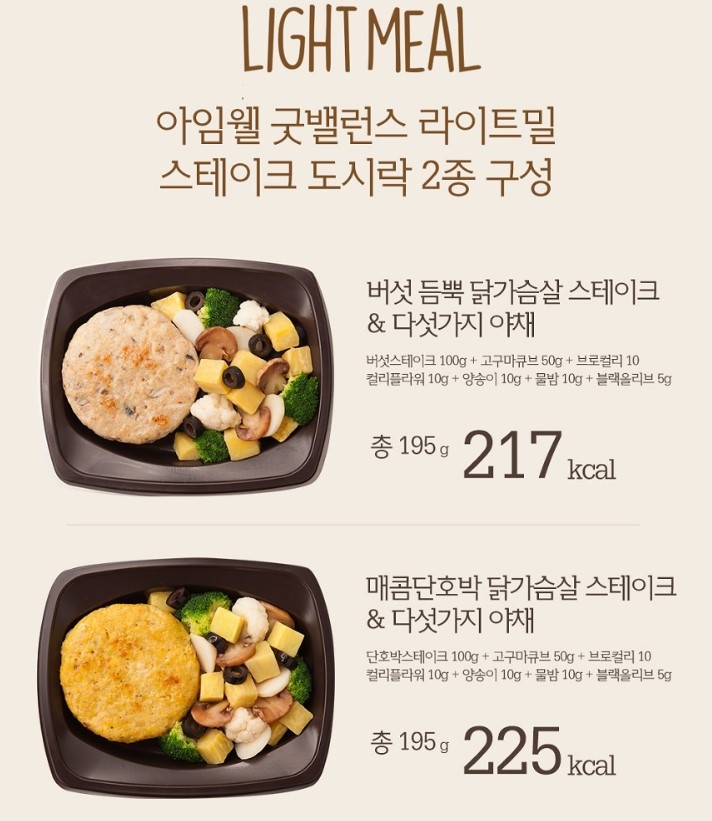 LIGHT MEAL
아임웰 굿밸런스 라이트밀
스테이크 도시락 2종 구성
버섯 듬뿍 닭가슴살 스테이크
& 다섯가지 야채
버섯스테이크 100g + 고구마큐브 50g + 브로컬리 10
컬리플라워 10g + 양송이 10g + 물밤 10g + 블랙올리브 5g
총 195 g 217 kcal
매콤단호박 닭가슴살 스테이크
& 다섯가지 야채
단호박스테이크 100g + 고구마큐브 50g + 브로컬리 10
컬리플라워 10g + 양송이 10g + 물밤 10g + 블랙올리브 5g
총 195 g 225 kcal